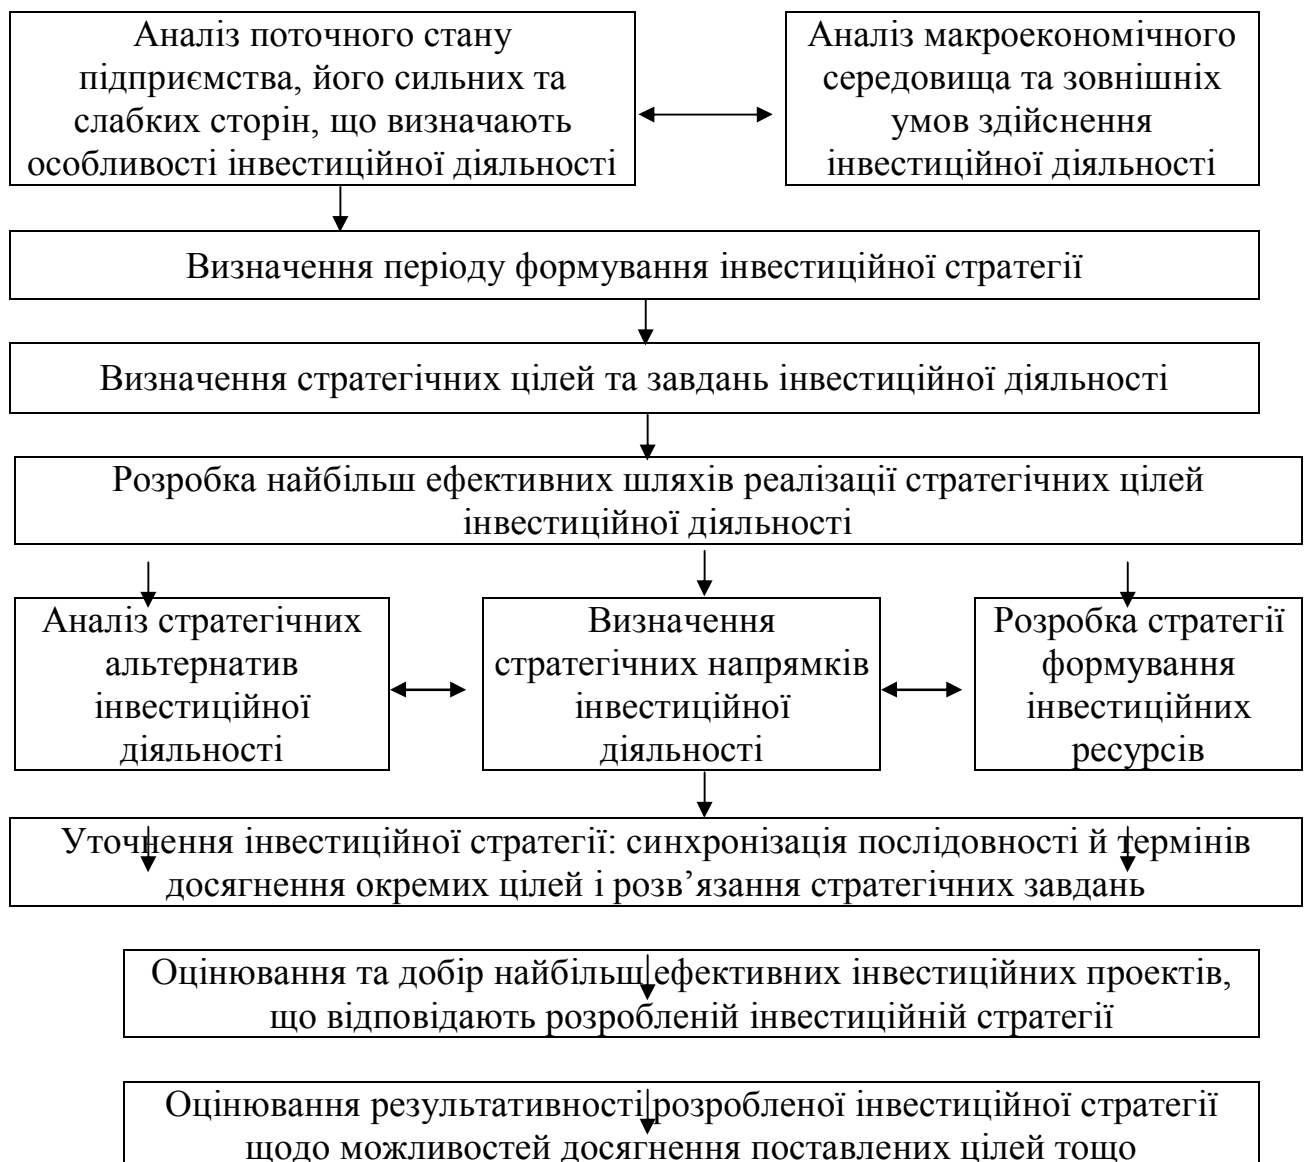 Аналіз поточного стану
підприємства, його сильних та
слабких сторін, що визначають
особливості інвестиційної діяльності
Аналіз макроекономічного
середовища та зовнішніх
умов здійснення
інвестиційної діяльності
Визначення періоду формування інвестиційної стратегії
Визначення стратегічних цілей та завдань інвестиційної діяльності
Розробка найбільш ефективних шляхів реалізації стратегічних цілей
інвестиційної діяльності
Аналіз стратегічних
альтернатив
інвестиційної
діяльності
Визначення
стратегічних напрямків
інвестиційної
діяльності
Розробка стратегії
формування
інвестиційних
ресурсів
Уточнення інвестиційної стратегії: синхронізація послідовності й термінів
досягнення окремих цілей і розв’язання стратегічних завдань
Оцінювання та добір найбільш ефективних інвестиційних проектів,
що відповідають розробленій інвестиційній стратегії
Оцінювання результативності розробленої інвестиційної стратегії
щодо можливостей досягнення поставлених цілей тощо